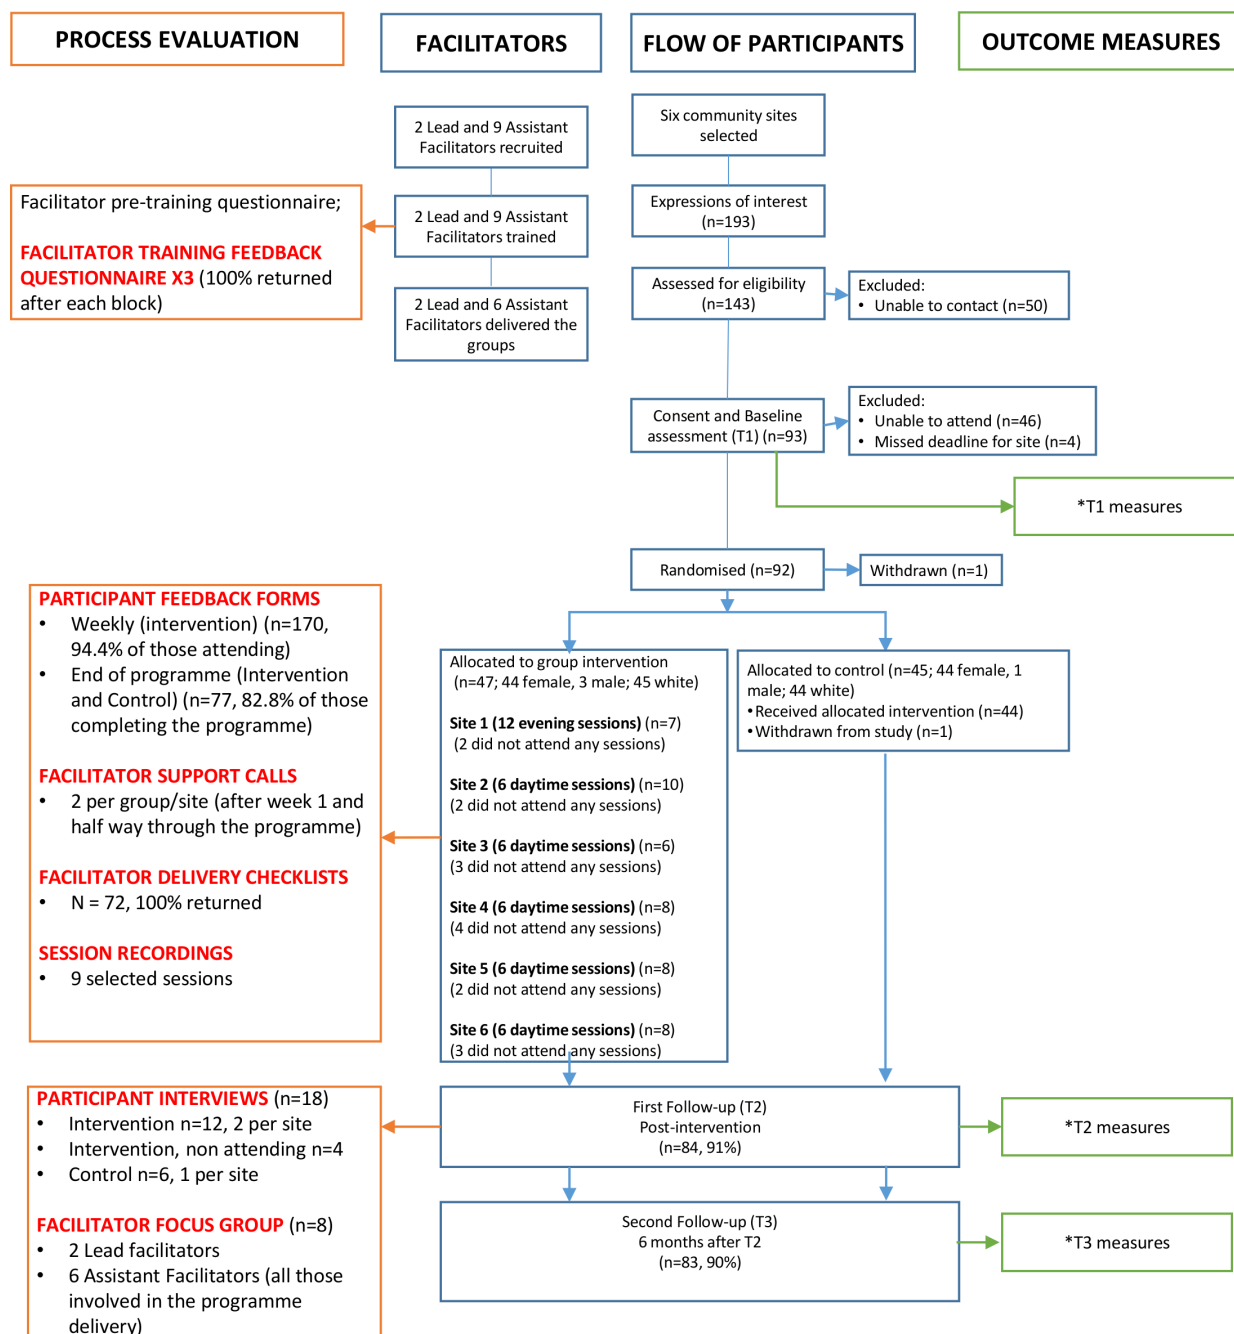 PROCESS EVALUATION
FACILITATORS
FLOW OF PARTICIPANTS
OUTCOME MEASURES
2 Lead and 9 Assistant
Facilitators recruited
Six community sites
selected
Facilitator pre-training questionnaire;
FACILITATOR TRAINING FEEDBACK
QUESTIONNAIRE X3 (100% returned
after each block)
2 Lead and 9 Assistant
Facilitators trained
Expressions of interest
(n=193)
2 Lead and 6 Assistant
Facilitators delivered the
groups
Assessed for eligibility
(n=143)
Excluded:
• Unable to contact (n=50)
Consent and Baseline
assessment (T1) (n=93)
Excluded:
• Unable to attend (n=46)
• Missed deadline for site (n=4)
*T1 measures
Randomised (n=92)
Withdrawn (n=1)
PARTICIPANT FEEDBACK FORMS
• Weekly (intervention) (n=170,
94.4% of those attending)
• End of programme (Intervention
and Control) (n=77, 82.8% of those
completing the programme)
FACILITATOR SUPPORT CALLS
• 2 per group/site (after week 1 and
half way through the programme)
FACILITATOR DELIVERY CHECKLISTS
• N = 72, 100% returned
SESSION RECORDINGS
• 9 selected sessions
Allocated to group intervention
(n=47; 44 female, 3 male; 45 white)
Site 1 (12 evening sessions) (n=7)
(2 did not attend any sessions)
Site 2 (6 daytime sessions) (n=10)
(2 did not attend any sessions)
Site 3 (6 daytime sessions) (n=6)
(3 did not attend any sessions)
Site 4 (6 daytime sessions) (n=8)
(4 did not attend any sessions)
Site 5 (6 daytime sessions) (n=8)
(2 did not attend any sessions)
Site 6 (6 daytime sessions) (n=8)
(3 did not attend any sessions)
Allocated to control (n=45; 44 female, 1
male; 44 white)
•Received allocated intervention (n=44)
•Withdrawn from study (n=1)
PARTICIPANT INTERVIEWS (n=18)
• Intervention n=12, 2 per site
• Intervention, non attending n=4
• Control n=6, 1 per site
FACILITATOR FOCUS GROUP (n=8)
• 2 Lead facilitators
• 6 Assistant Facilitators (all those
involved in the programme
delivery)
First Follow-up (T2)
Post-intervention
(n=84, 91%)
*T2 measures
Second Follow-up (T3)
6 months after T2
(n=83, 90%)
*T3 measures